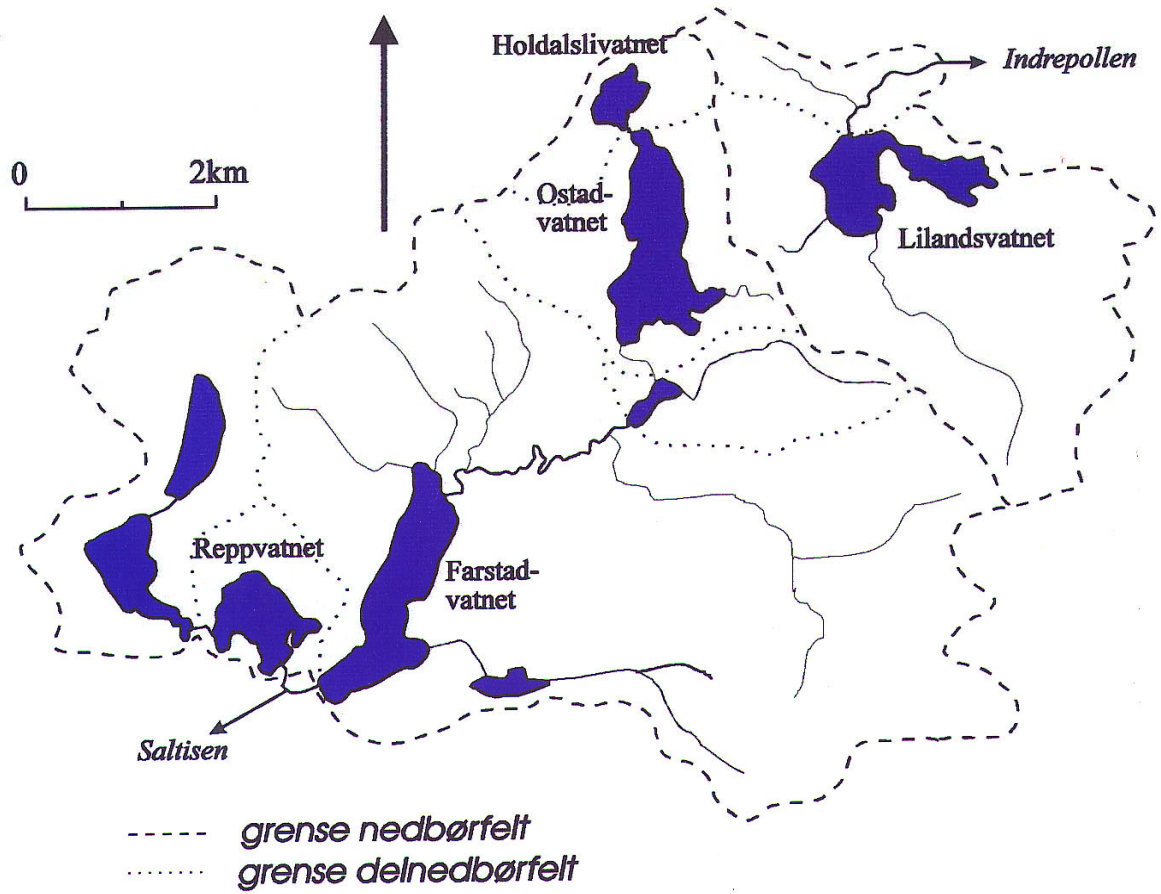 Holdalslivatnet
Indrepollen
0 2km
Ostad-
vatnet
Lilandsvatnet
Reppvatnet
Farstad-
vatnet
Saltisen
grense nedbørfelt
grense delnedbørfelt